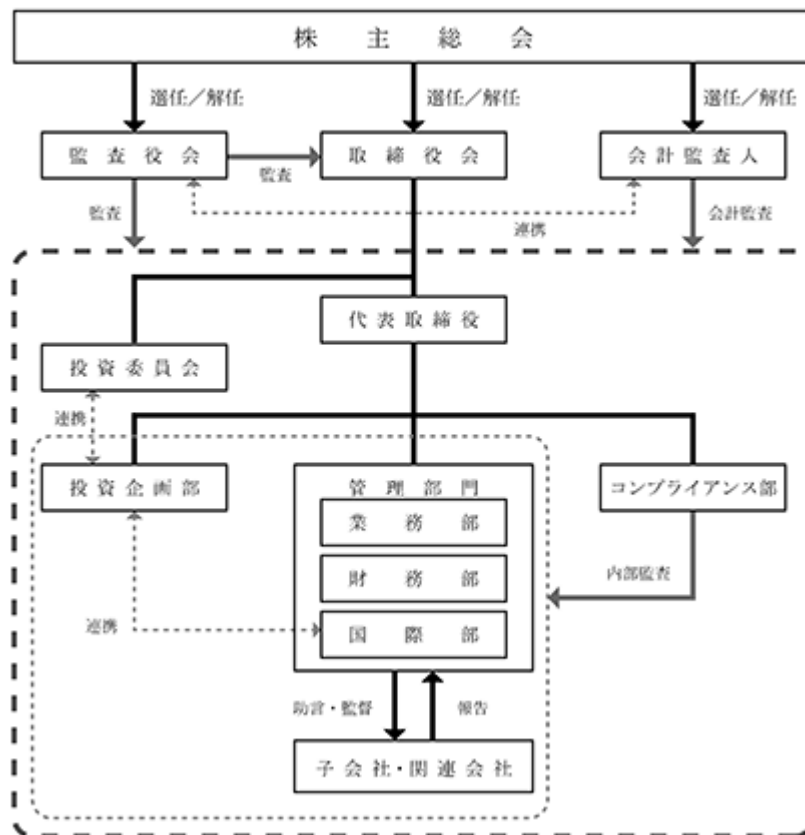 株主総会
選任／解任
選任／解任
選任／解任
監査役会
監査
取締役会
会計監査人
監査
連携
会計監査
代表取締役
投資委員会
連携
投資企画部
管理部門
コンプライアンス部
業務部
財務部
内部監査
連携
国際部
助言・監督
報告
子会社・関連会社